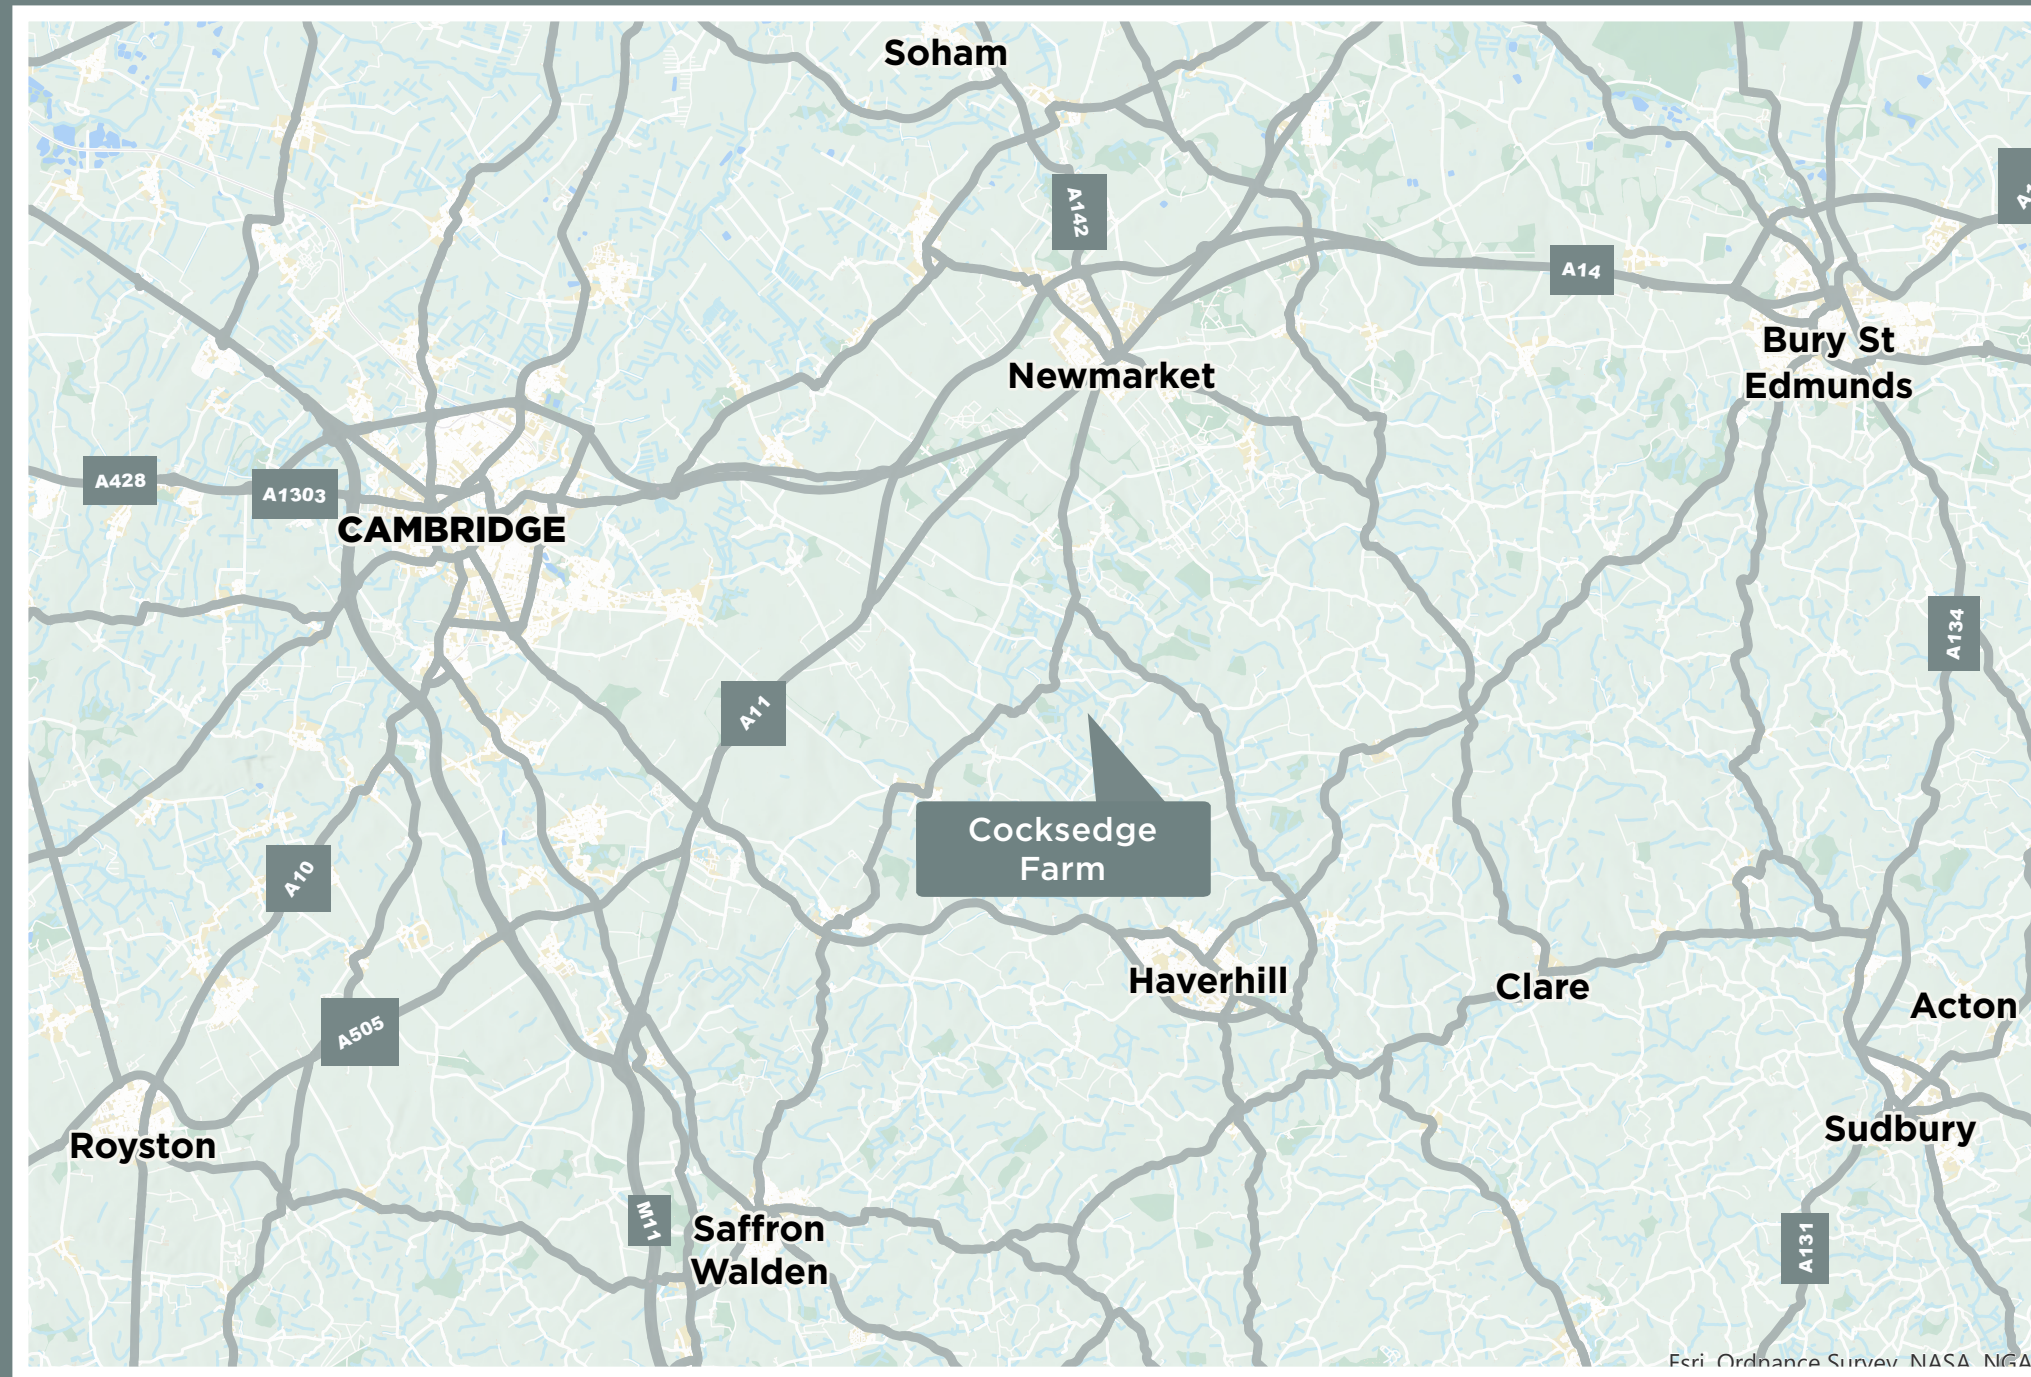 Soham
A142
A14
Newmarket
Bury St
Edmunds
A428
A1303
CAMBRIDGE
A134
A11
Cocksedge
Farm
A10
Haverhill
Clare
Acton
A505
Royston
Sudbury
M11
Saffron
Walden
A131
Esri, Ordnance Survey, NASA, NGA